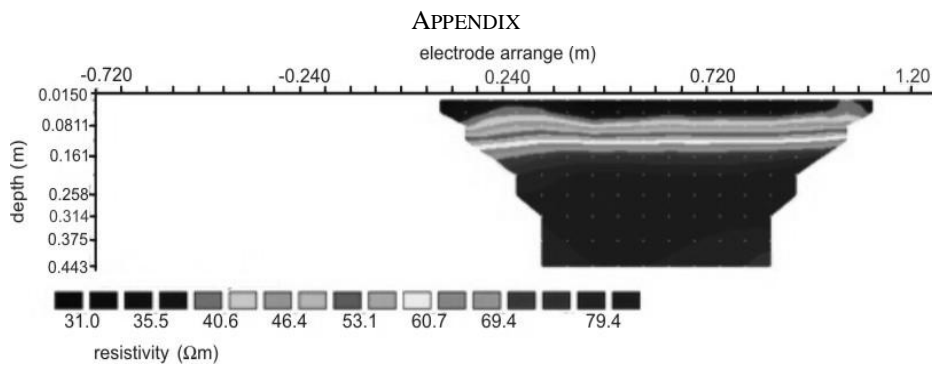 APPENDIX
electrode arrange (m)
-0.720 -0.240 0.240 0.720 1.20
depth (m)
0.0150
0.0811
0.161
0.258
0.314
0.375
0.443
31.0 35.5 40.6 46.4 53.1 60.7 69.4 79.4
resistivity (Ωm)